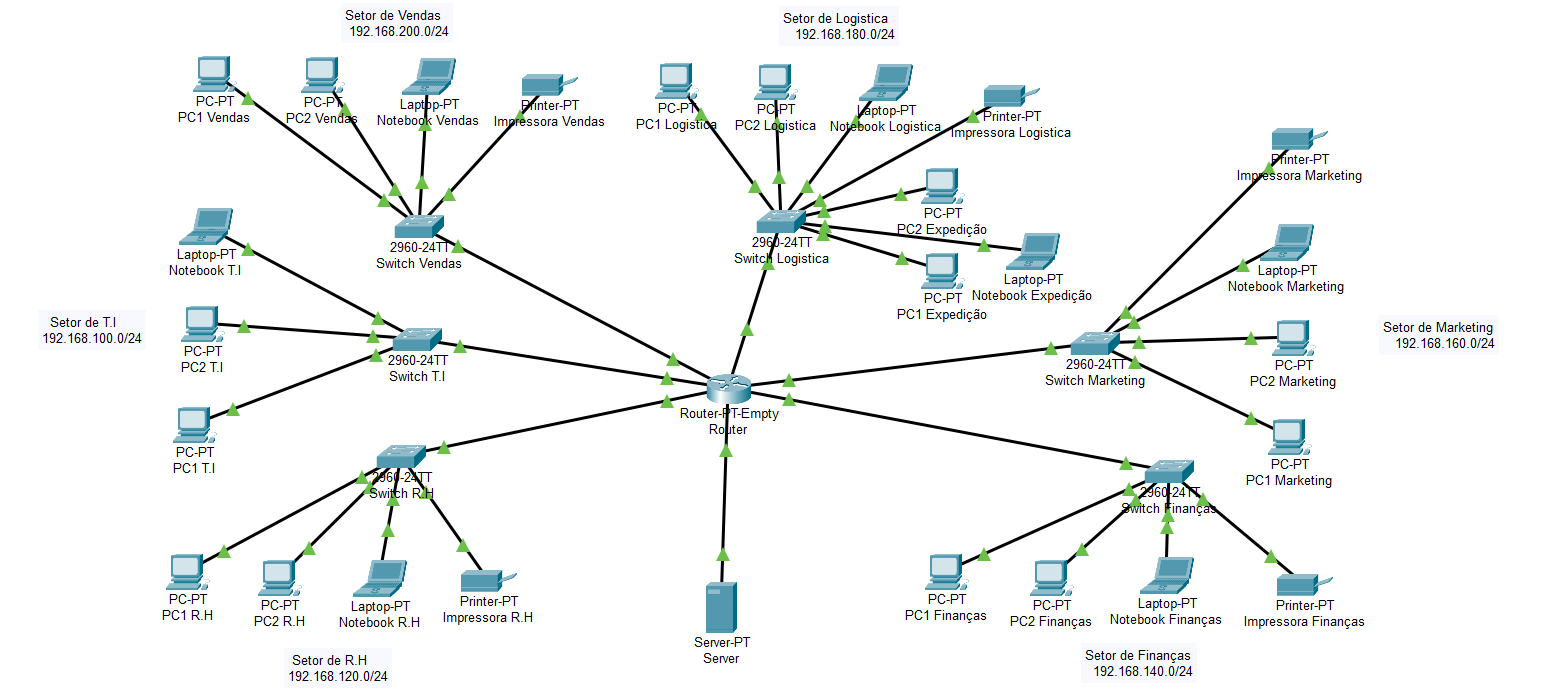 Setor de Vendas
192.168.200.0/24
Setor de Logistica
192.168.180.0/24
PC-PT
PC1 Vendas
PC-PT
PC2 Vendas
Laptop-PT
Notebook Vendas
Printer-PT
Impressora Vendas
PC-PT
PC1 Logistica
PC-PT
PC2 Logistica
Laptop-PT
Notebook Logistica
Printer-PT
Impressora Logistica
Printer-PT
Impressora Marketing
2960-24TT
Switch Vendas
2960-24TT
Switch Logistica
PC-PT
PC2 Expedição
Laptop-PT
Notebook T.I
Laptop-PT
Notebook Expedição
PC-PT
PC1 Expedição
Laptop-PT
Notebook Marketing
Setor de T.I
192.168.100.0/24
PC-PT
PC2 T.I
2960-24TT
Switch T.I
2960-24TT
Switch Marketing
PC-PT
PC2 Marketing
Setor de Marketing
192.168.160.0/24
Router-PT-Empty
Router
PC-PT
PC1 T.I
PC-PT
PC1 Marketing
2960-24TT
Switch R.H
2960-24TT
Switch Finanças
PC-PT
PC1 R.H
PC-PT
PC2 R.H
Laptop-PT
Notebook R.H
Printer-PT
Impressora R.H
Server-PT
Server
PC-PT
PC1 Finanças
PC-PT
PC2 Finanças
Laptop-PT
Notebook Finanças
Printer-PT
Impressora Finanças
Setor de R.H
192.168.120.0/24
Setor de Finanças
192.168.140.0/24